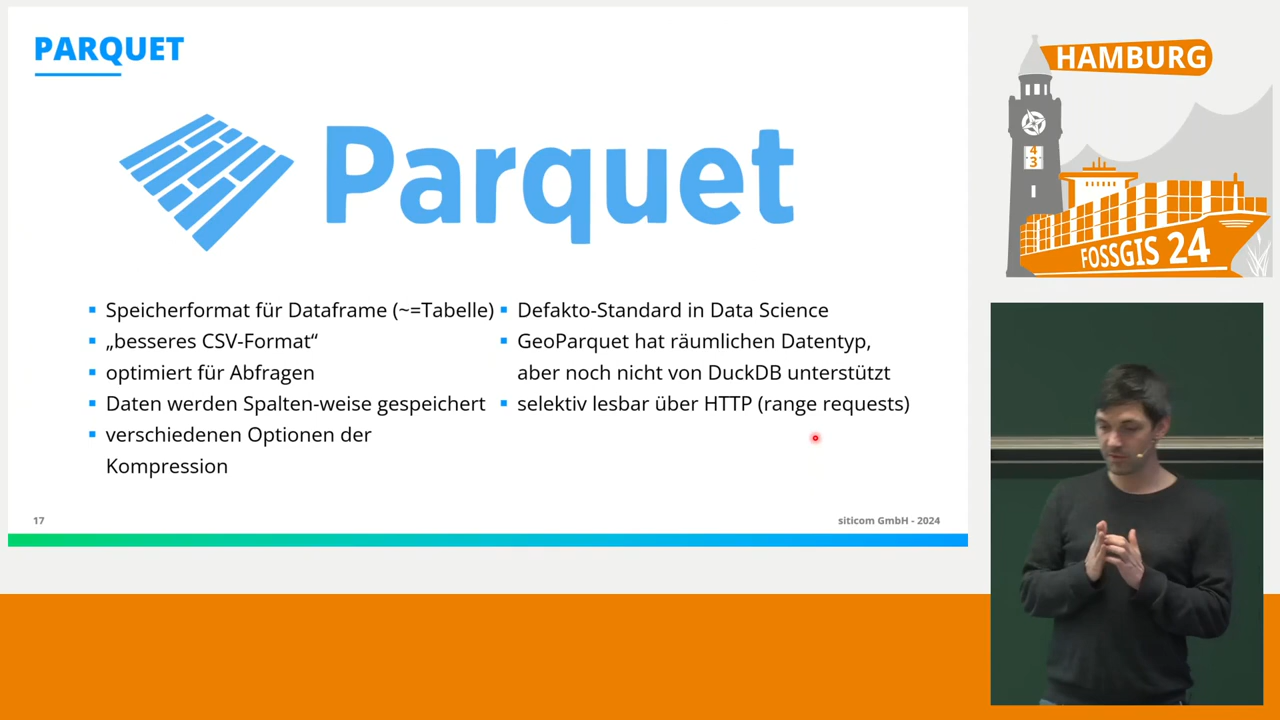 PARQUET
Parquet
▪ Speicherformat für Dataframe (~=Tabelle)
▪ „besseres CSV-Format“
▪ optimiert für Abfragen
▪ Daten werden Spalten-weise gespeichert
▪ verschiedenen Optionen der
Kompression
▪ Defakto-Standard in Data Science
▪ GeoParquet hat räumlichen Datentyp,
aber noch nicht von DuckDB unterstützt
▪ selektiv lesbar über HTTP (range requests)
17
siticom GmbH - 2024
HAMBURG
4
3
FOSSGIS 24